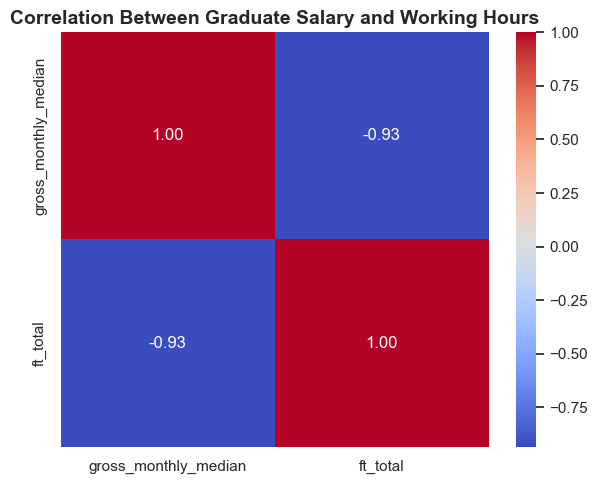 Correlation Between Graduate Salary and Working Hours
gross_monthly_median
ft_total
1.00
-0.93
-0.93
1.00
gross_monthly_median
ft_total
1.00
0.75
0.50
0.25
0.00
−0.25
−0.50
−0.75